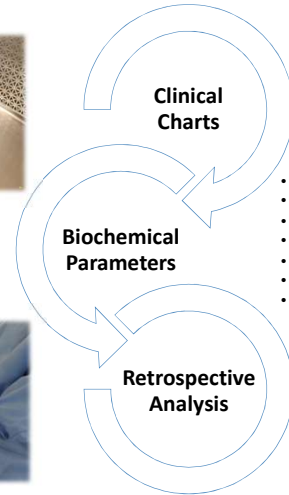 Clinical
Charts
Biochemical
Parameters
Retrospective
Analysis